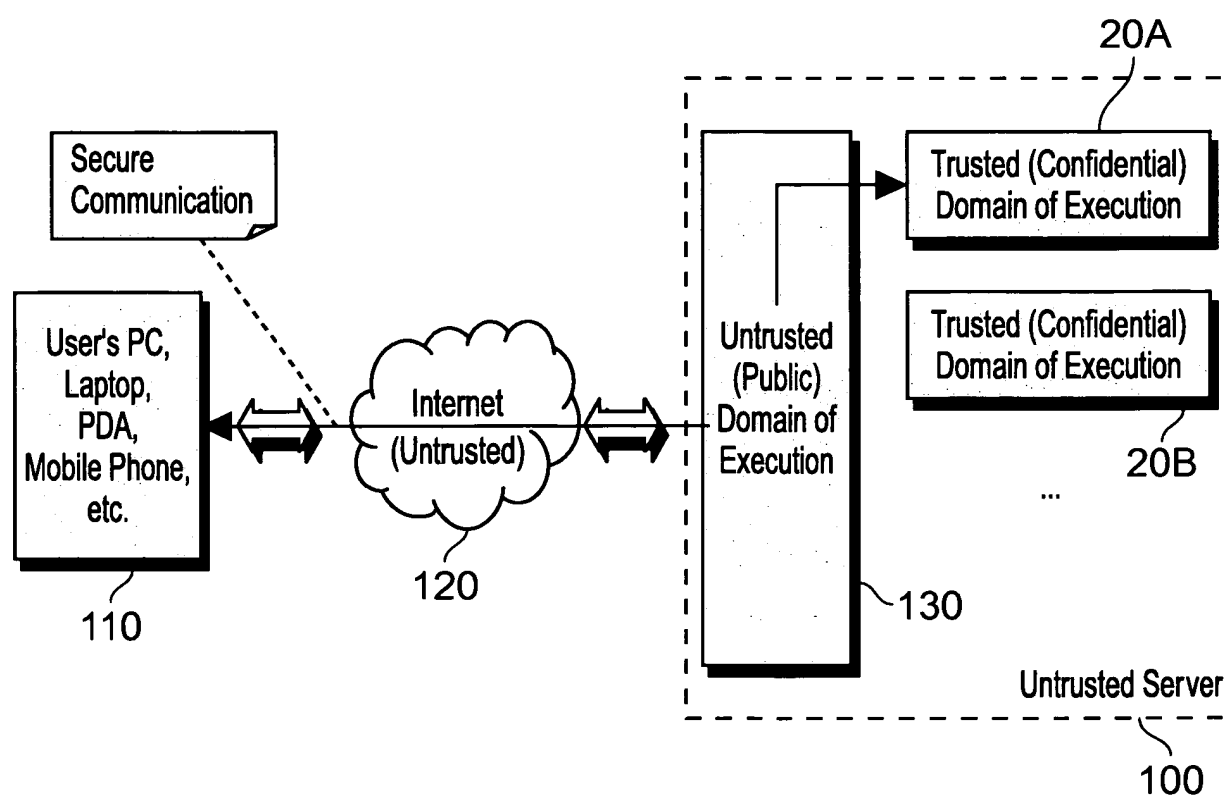 20A
Secure
Communication
Trusted (Confidential)
Domain of Execution
User's PC,
Laptop,
PDA,
Mobile Phone,
etc.
Internet
(Untrusted)
Untrusted
(Public)
Domain of
Execution
Trusted (Confidential)
Domain of Execution
20B
...
110
120
130
Untrusted Server
100